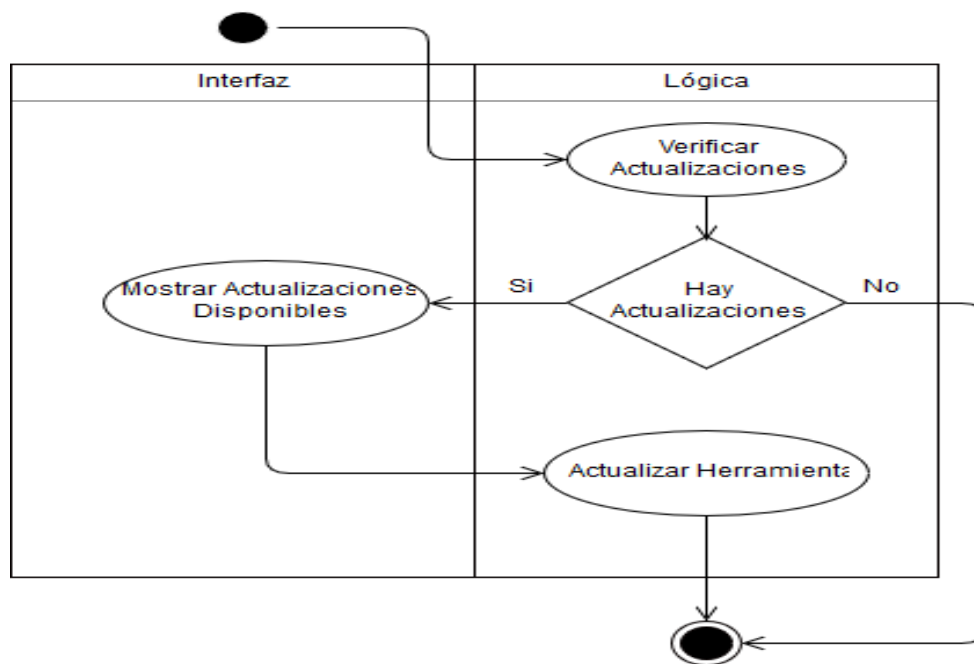 Interfaz
Lógica
Verificar
Actualizaciones
Si
Hay
Actualizaciones
No
Mostrar Actualizaciones
Disponibles
Actualizar Herramienta